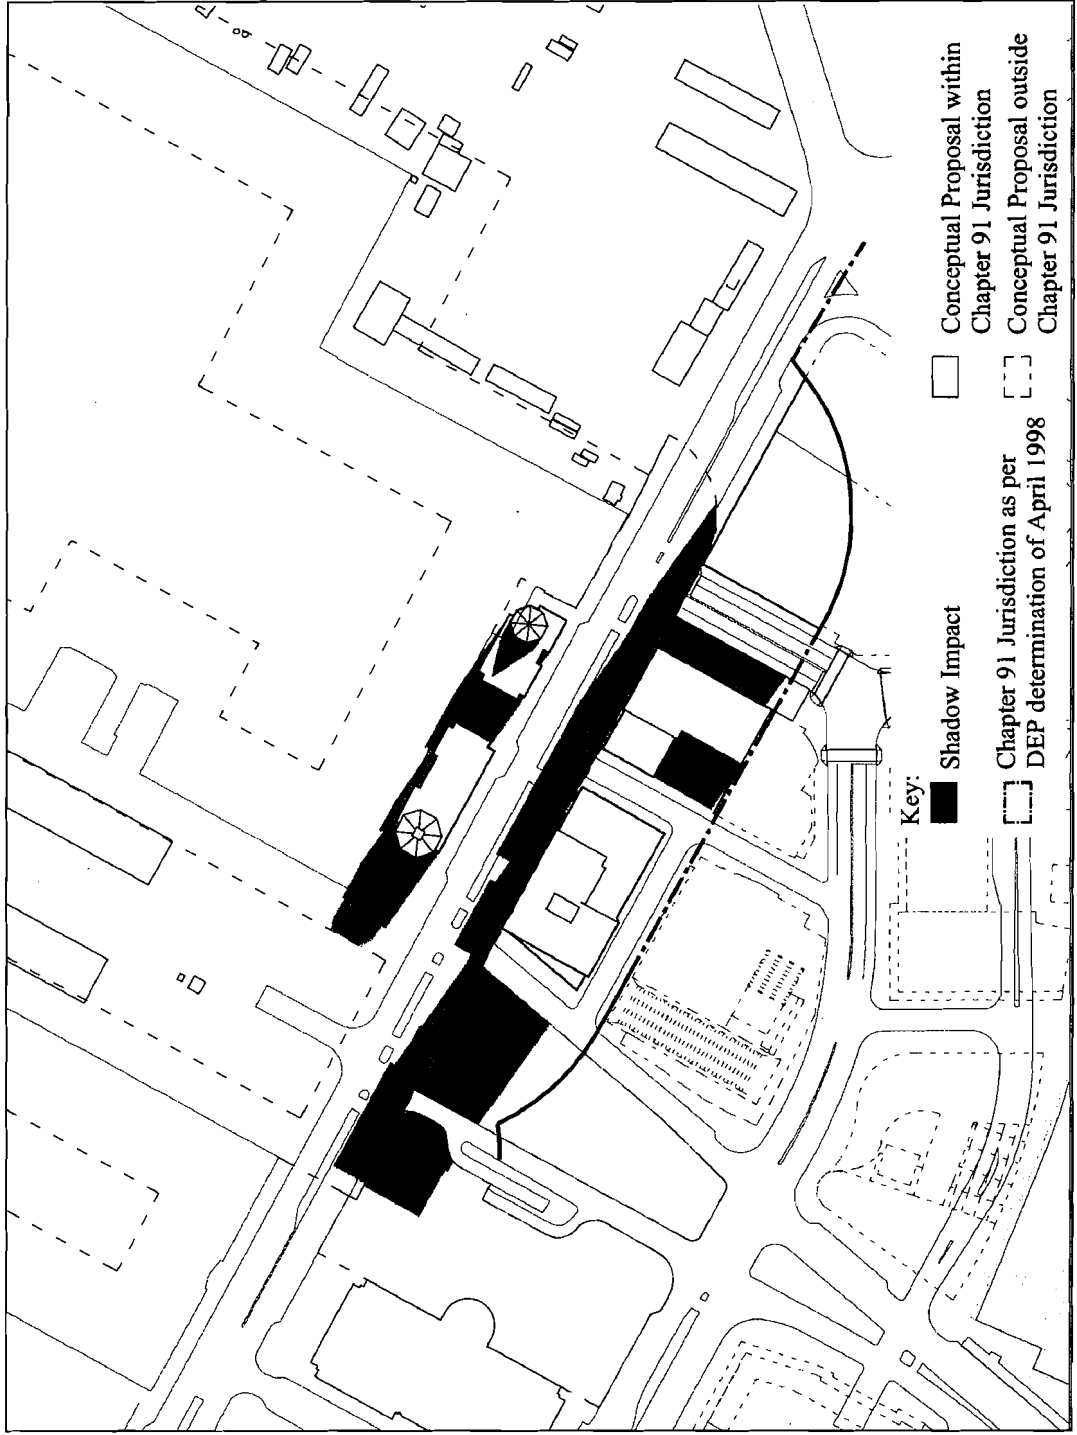 Key:
Shadow Impact
Chapter 91 Jurisdiction as per
DEP determination of April 1998
Conceptual Proposal within
Chapter 91 Jurisdiction
Conceptual Proposal outside
Chapter 91 Jurisdiction